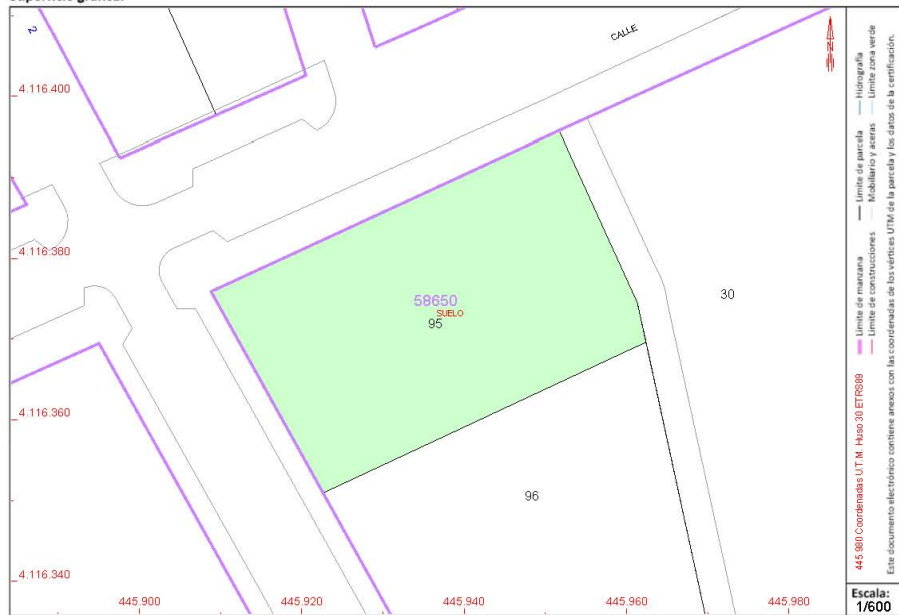 Superficie gráfica:
2
CALLE
4.116.400
4.116.380
58650
SUELO
95
30
4.116.360
96
4.116.340
445.900
445.920
445.940
445.960
445.980
445.980 Coordenadas U.T.M. Huso 30 ETRS89
Límite de manzana
Límite de parcela
Hidrografía
Límite de construcciones
Mobiliario y aceras
Límite zona verde
Este documento electrónico contiene anexos con las coordenadas de los vértices UTM de la parcela y los datos de la certificación.
Escala:
1/600